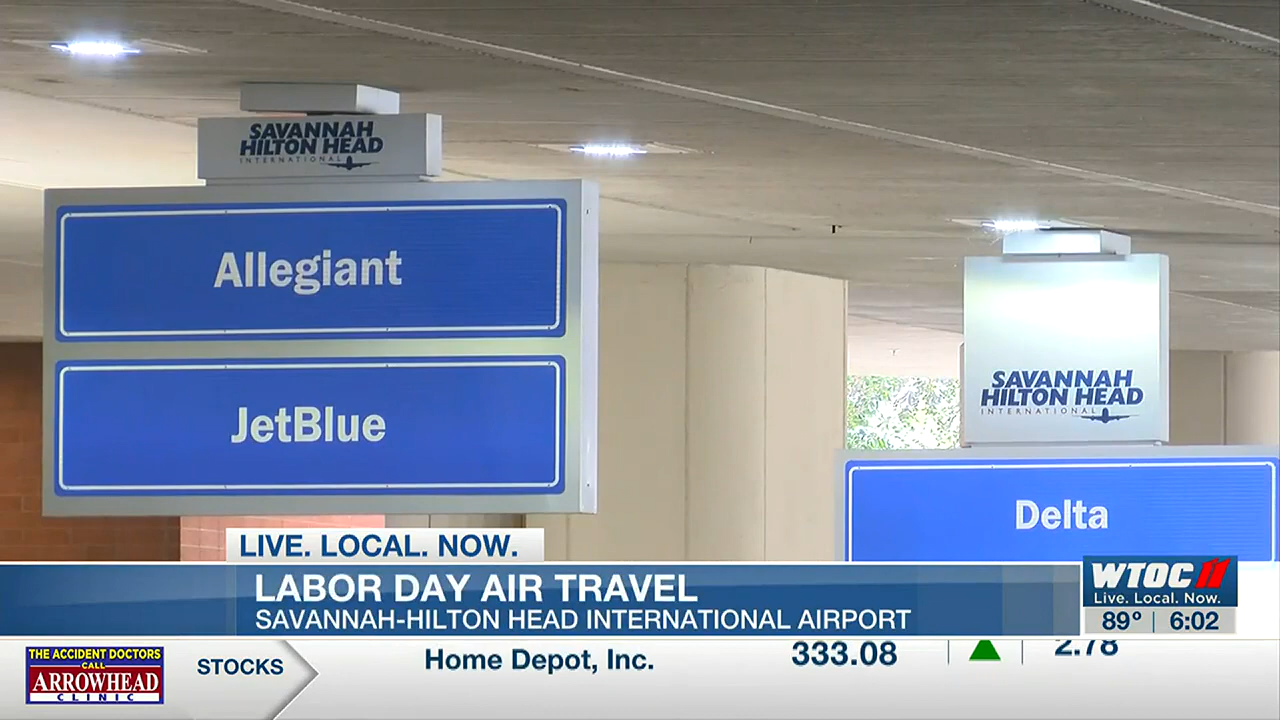 SAVANNAH
HILTON HEAD
INTERNATIONAL
Allegiant
JetBlue
SAVANNAH
HILTON HEAD
INTERNATIONAL
Delta
LIVE. LOCAL. NOW.
LABOR DAY AIR TRAVEL
SAVANNAH-HILTON HEAD INTERNATIONAL AIRPORT
WTOC 11
Live. Local. Now.
89° 6:02
THE ACCIDENT DOCTORS
CALL
ARROWHEAD
CLINIC
STOCKS
Home Depot, Inc. 333.08 ▲ 2.78